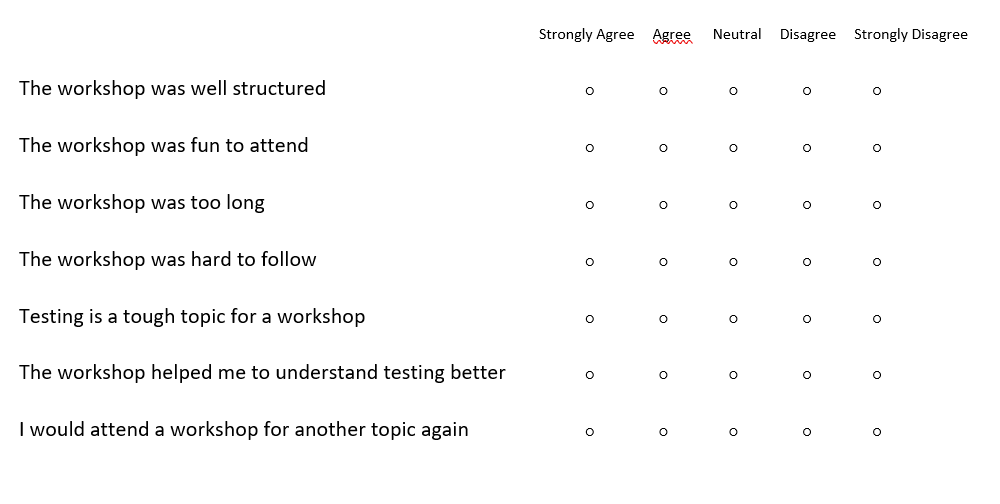 Strongly Agree Agree Neutral Disagree Strongly Disagree
The workshop was well structured
The workshop was fun to attend
The workshop was too long
The workshop was hard to follow
Testing is a tough topic for a workshop
The workshop helped me to understand testing better
I would attend a workshop for another topic again